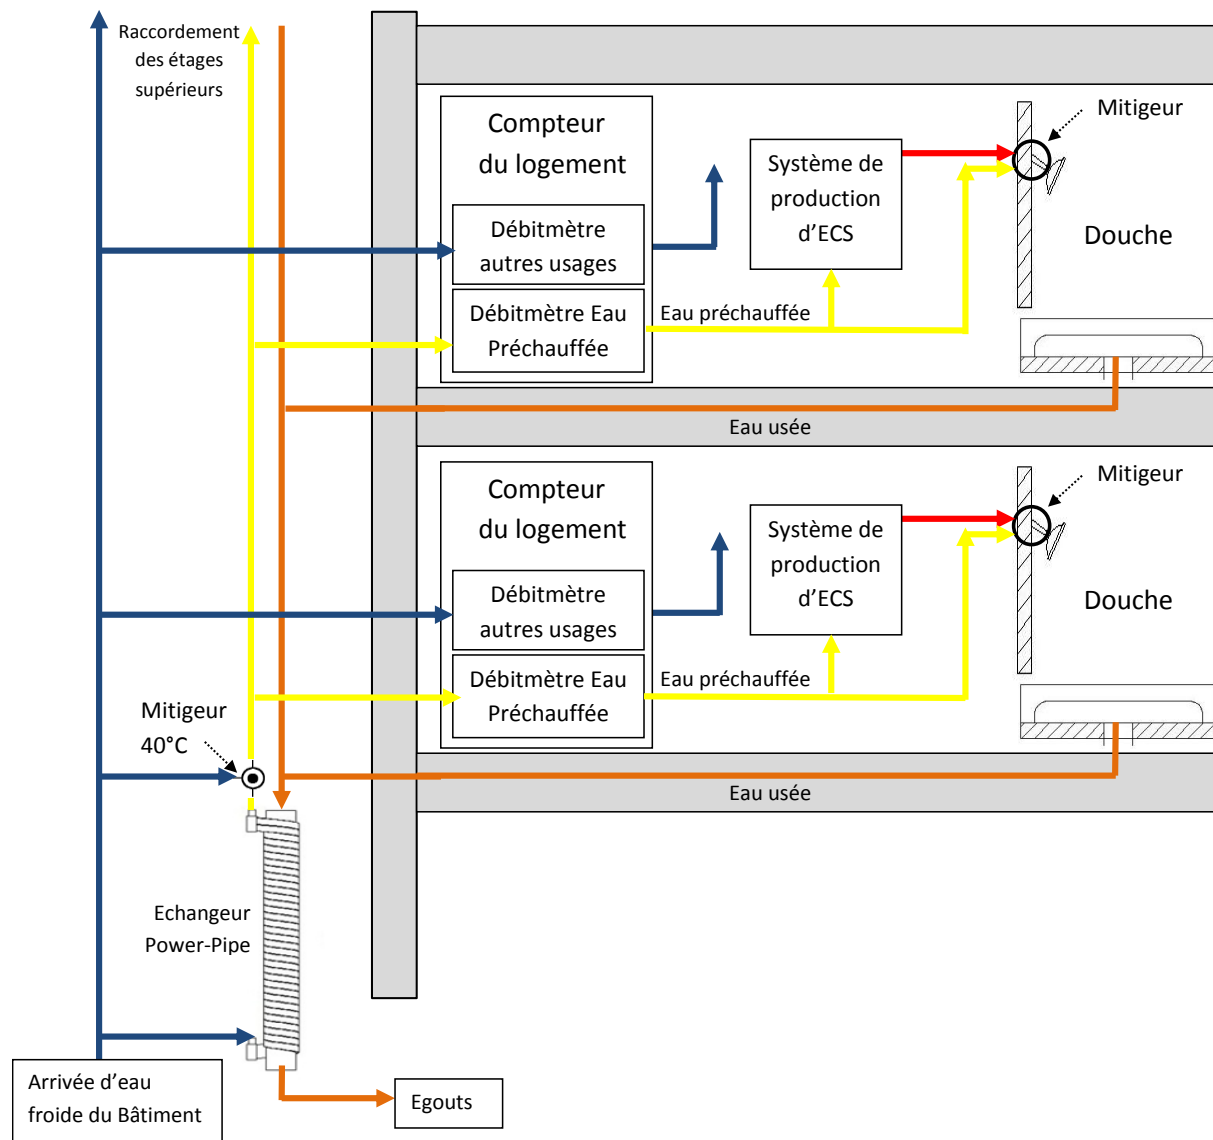 Raccordement
des étages
supérieurs
Compteur
du logement
Débitmètre
autres usages
Débitmètre Eau
Préchauffée
Eau préchauffée
Système de
production
d’ECS
Mitigeur
Douche
Eau usée
Compteur
du logement
Débitmètre
autres usages
Débitmètre Eau
Préchauffée
Eau préchauffée
Système de
production
d’ECS
Mitigeur
Douche
Eau usée
Mitigeur
40°C
Echangeur
Power-Pipe
Arrivée d’eau
froide du Bâtiment
Egouts